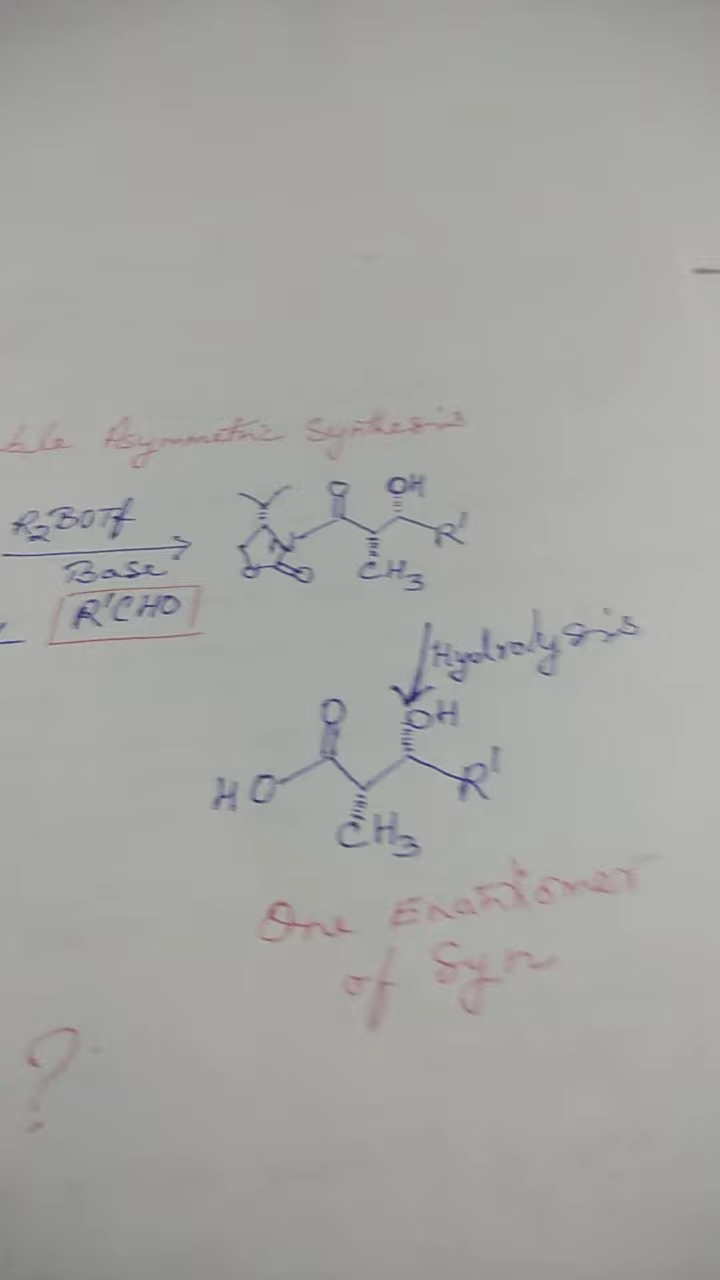 Asymmetric Synthesis
R₂BOTf
Base
R'CHO
O OH
N R'
O O CH₃
Hydrolysis
O OH
HO R'
CH₃
One Enantiomer
of Syn
?